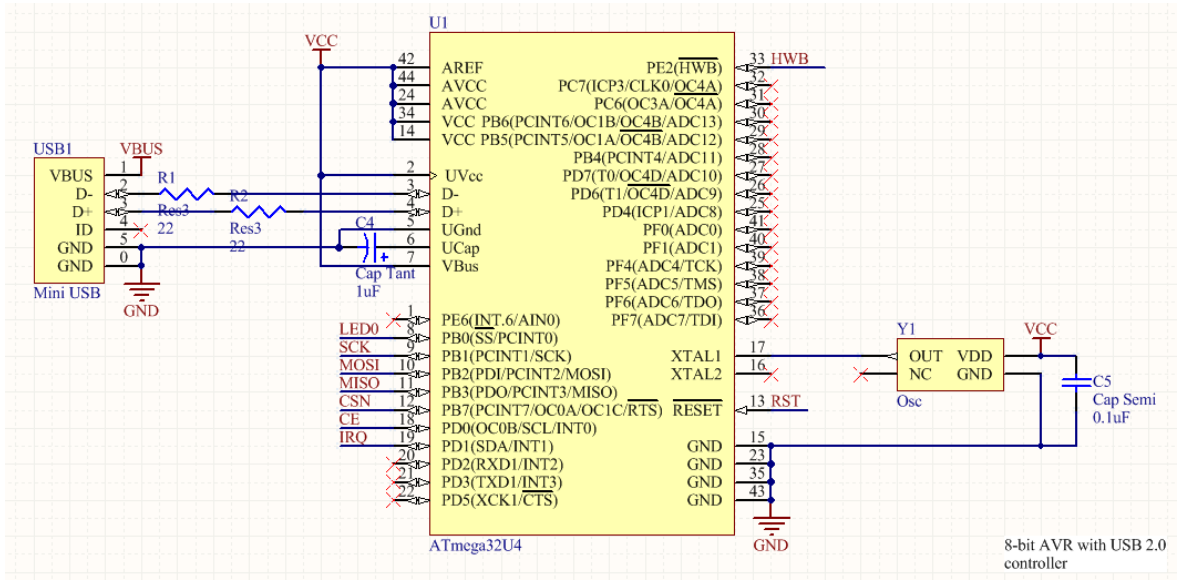 U1
VCC
42 AREF
44 AVCC
24 AVCC
34 VCC
14 VCC
2 UVcc
3 D-
4 D+
5 UGnd
6 UCap
7 VBus
1 PE6(INT.6/AIN0)
LED0 8 PB0(SS/PCINT0)
SCK 9 PB1(PCINT1/SCK)
MOSI 10 PB2(PDI/PCINT2/MOSI)
MISO 11 PB3(PDO/PCINT3/MISO)
CSN 12 PB7(PCINT7/OC0A/OC1C/RTS)
CE 18 PD0(OC0B/SCL/INT0)
IRQ 19 PD1(SDA/INT1)
20 PD2(RXD1/INT2)
21 PD3(TXD1/INT3)
22 PD5(XCK1/CTS)
ATmega32U4
PE2(HWB) 33 HWB
PC7(ICP3/CLK0/OC4A) 32
PC6(OC3A/OC4A) 31
PB6(PCINT6/OC1B/OC4B/ADC13) 30
PB5(PCINT5/OC1A/OC4B/ADC12) 29
PB4(PCINT4/ADC11) 28
PD7(T0/OC4D/ADC10) 27
PD6(T1/OC4D/ADC9) 26
PD4(ICP1/ADC8) 25
PF0(ADC0) 41
PF1(ADC1) 40
PF4(ADC4/TCK) 39
PF5(ADC5/TMS) 38
PF6(ADC6/TDO) 37
PF7(ADC7/TDI) 36
XTAL1 17
XTAL2 16
RESET 13 RST
GND 15
GND 23
GND 35
GND 43
GND
USB1
VBUS
VBUS 1
D- 2
D+ 3
ID 4
GND 5
GND 0
Mini USB
GND
R1
Res3
22
R2
Res3
22
C4
Cap Tant
1uF
Y1
OUT VDD
NC GND
Osc
VCC
C5
Cap Semi
0.1uF
8-bit AVR with USB 2.0
controller